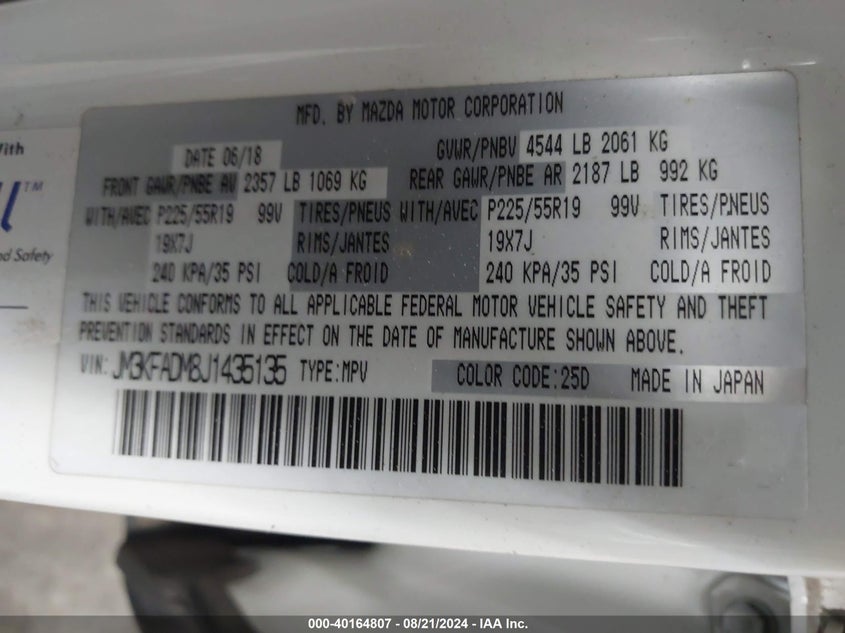 MFD. BY MAZDA MOTOR CORPORATION
With
DATE 06/18 GVWR/PNBV 4544 LB 2061 KG
FRONT GAWR/PNBE AV 2357 LB 1069 KG REAR GAWR/PNBE AR 2187 LB 992 KG
TM
WITH/AVEC P225/55R19 99V TIRES/PNEUS WITH/AVEC P225/55R19 99V TIRES/PNEUS
19X7J RIMS/JANTES 19X7J RIMS/JANTES
nd Safety
240 KPA/35 PSI COLD/A FROID 240 KPA/35 PSI COLD/A FROID
THIS VEHICLE CONFORMS TO ALL APPLICABLE FEDERAL MOTOR VEHICLE SAFETY AND THEFT
PREVENTION STANDARDS IN EFFECT ON THE DATE OF MANUFACTURE SHOWN ABOVE.
VIN: JM3KFADM8J1435135 TYPE:MPV COLOR CODE:25D MADE IN JAPAN
000-40164807 - 08/21/2024 - IAA Inc.